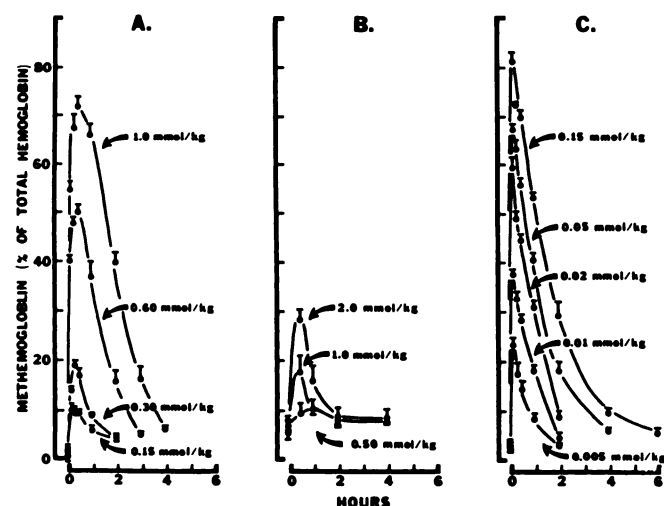 A.
B.
C.
METHEMOGLOBLIN (% OF TOTAL HEMOGLOBIN)
80
60
40
20
0
1.0 mmol/kg
0.60 mmol/kg
0.30 mmol/kg
0.15 mmol/kg
0 2 4 6
2.0 mmol/kg
1.0 mmol/kg
0.50 mmol/kg
0 2 4 6
0.15 mmol/kg
0.05 mmol/kg
0.02 mmol/kg
0.01 mmol/kg
0.005 mmol/kg
0 2 4 6
HOURS